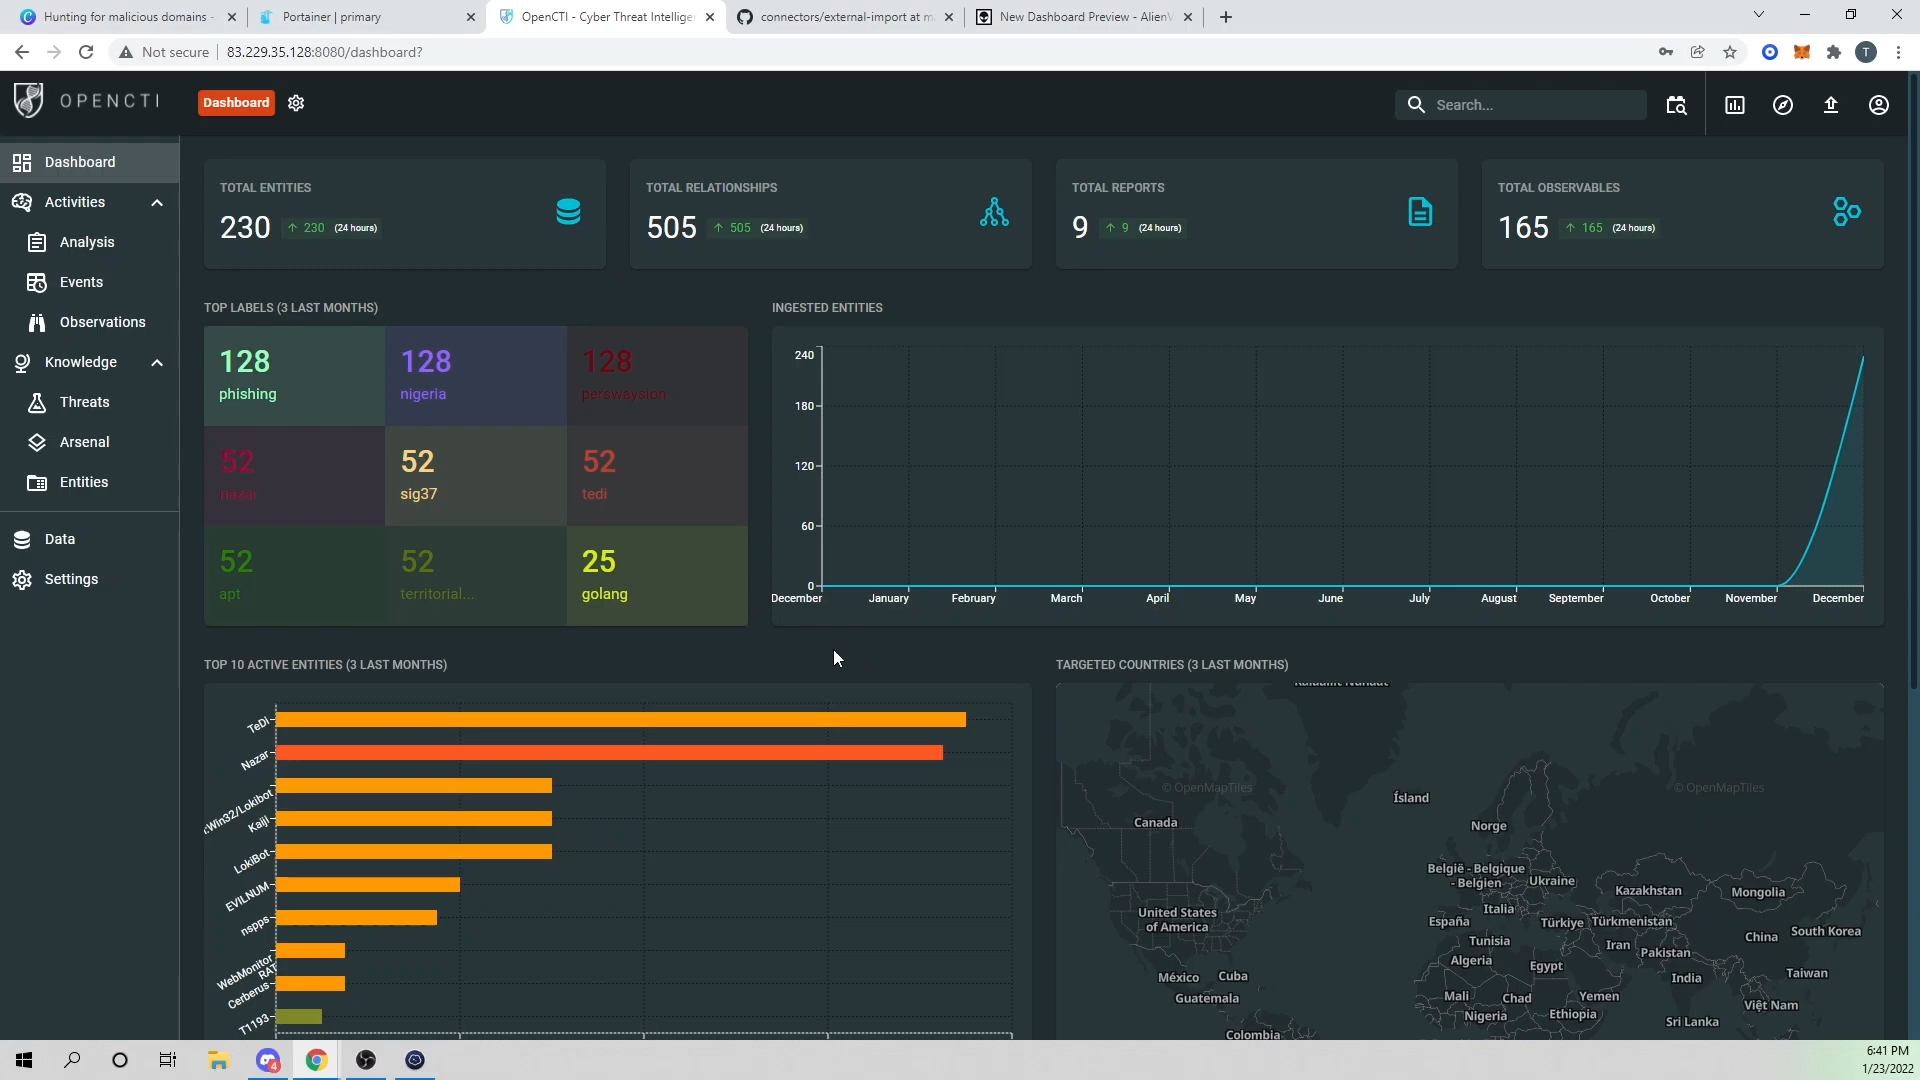 Hunting for malicious domains -
Portainer | primary
OpenCTI - Cyber Threat Intellige
connectors/external-import at m
New Dashboard Preview - AlienV
Not secure
83.229.35.128:8080/dashboard?
T
OPENCTI
Dashboard
Search...
Dashboard
Activities
Analysis
Events
Observations
Knowledge
Threats
Arsenal
Entities
Data
Settings
TOTAL ENTITIES
230 ↑ 230 (24 hours)
TOTAL RELATIONSHIPS
505 ↑ 505 (24 hours)
TOTAL REPORTS
9 ↑ 9 (24 hours)
TOTAL OBSERVABLES
165 ↑ 165 (24 hours)
TOP LABELS (3 LAST MONTHS)
128
phishing
128
nigeria
128
perswaysion
52
nazar
52
sig37
52
tedi
52
apt
52
territorial...
25
golang
INGESTED ENTITIES
240
180
120
60
0
December January February March April May June July August September October November December
TOP 10 ACTIVE ENTITIES (3 LAST MONTHS)
TeDi
Nazar
:Win32/Lokibot
Kaiji
LokiBot
EVILNUM
nspps
WebMonitor
RAT
Cerberus
T1193
TARGETED COUNTRIES (3 LAST MONTHS)
Kalaallit Nunaat
© OpenMapTiles
© OpenMapTiles
Ísland
Canada
Norge
België - Belgique
- Belgien
Ukraine
Kazakhstan
Mongolia
United States
of America
Italia
España
Türkiye
Türkmenistan
South Korea
Tunisia
Iran
China
Pakistan
Algeria
Egypt
India
Taiwan
México
Cuba
Guatemala
Mali
Chad
Yemen
Việt Nam
Nigeria
Ethiopia
Sri Lanka
Colombia
4
6:41 PM
1/23/2022